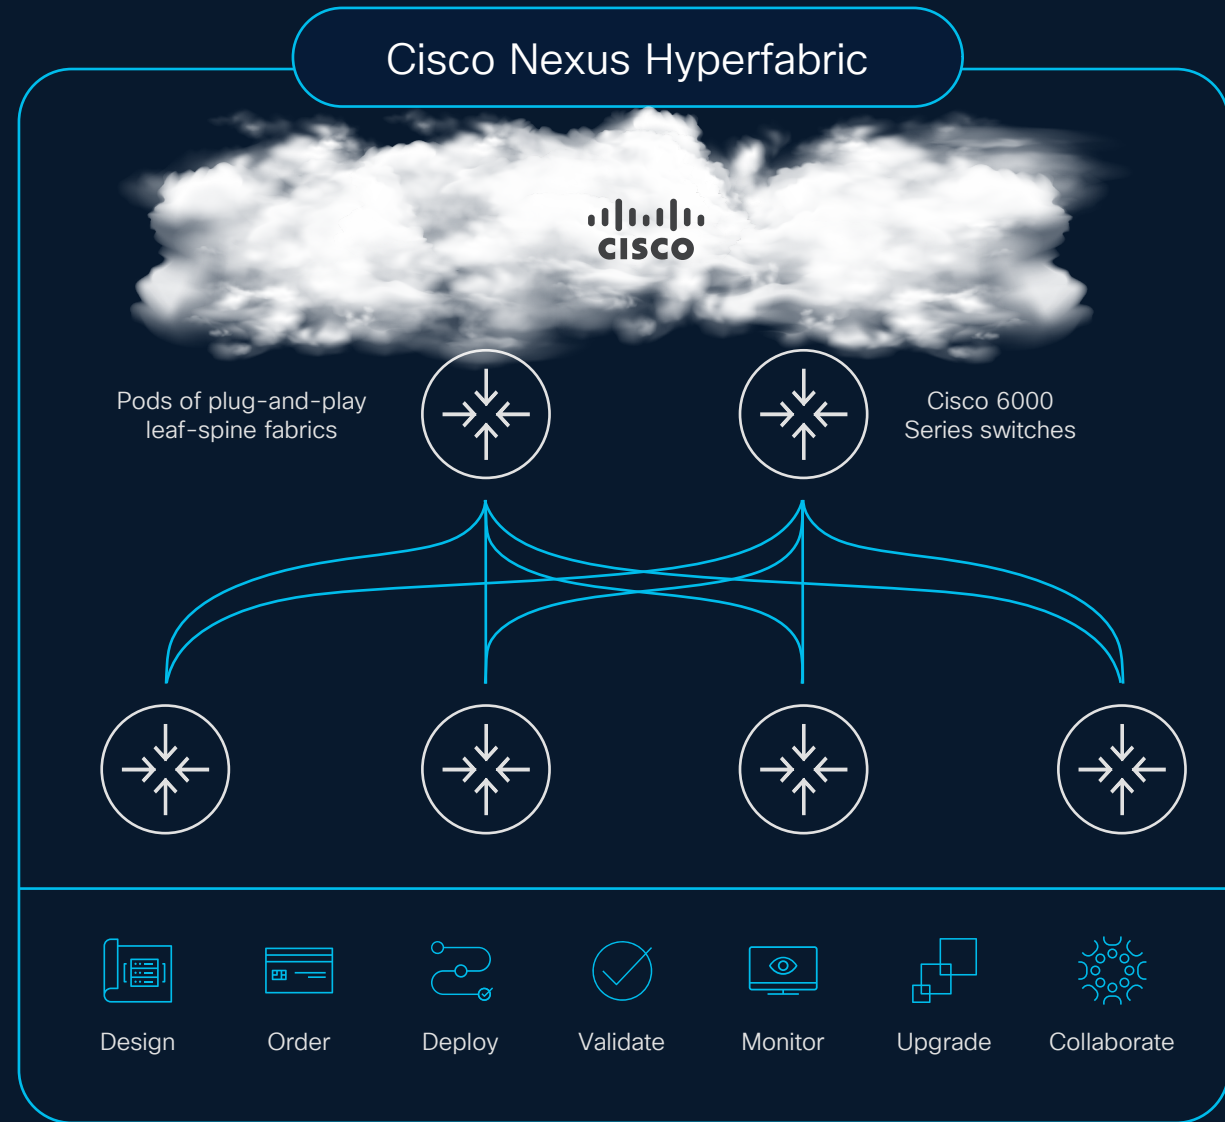 Cisco Nexus Hyperfabric
CISCO
Pods of plug-and-play
leaf-spine fabrics
Cisco 6000
Series switches
Design
Order
Deploy
Validate
Monitor
Upgrade
Collaborate